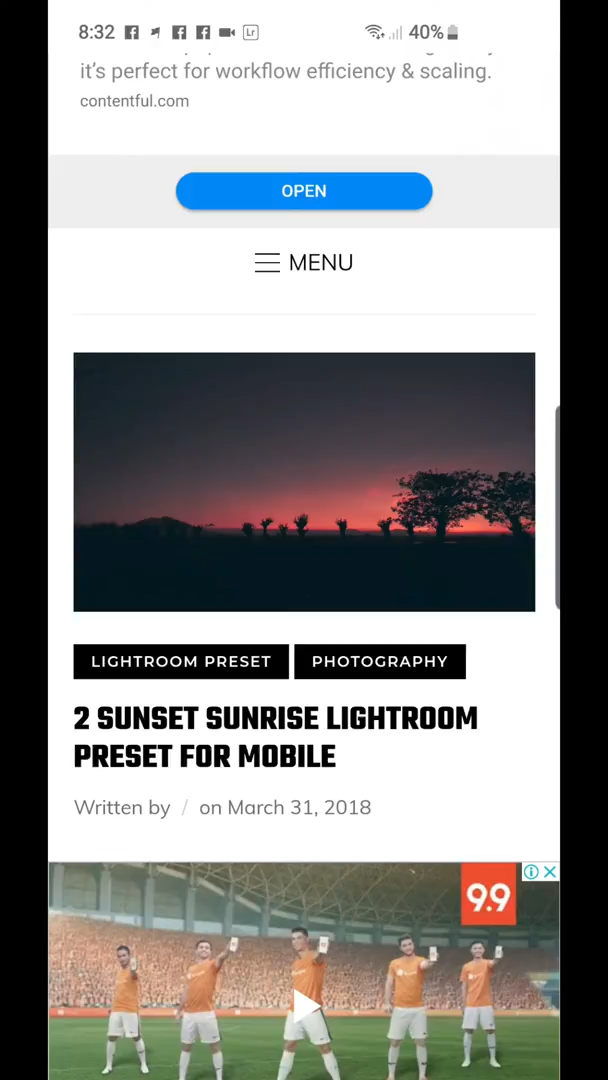 8:32
Lr
40%
it's perfect for workflow efficiency & scaling.
contentful.com
OPEN
MENU
LIGHTROOM PRESET
PHOTOGRAPHY
2 SUNSET SUNRISE LIGHTROOM
PRESET FOR MOBILE
Written by / on March 31, 2018
9.9